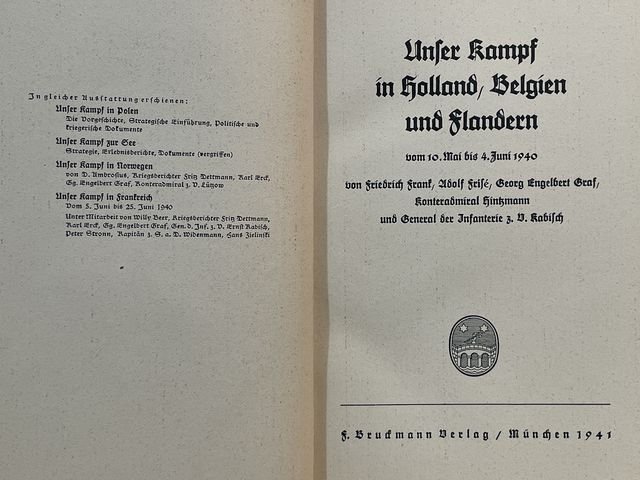 In gleicher Ausstattung erschienen:
Unser Kampf in Polen
Die Vorgeschichte, Strategische Einführung, Politische und
kriegerische Dokumente
Unser Kampf zur See
Strategie, Erlebnisberichte, Dokumente (vergriffen)
Unser Kampf in Norwegen
von D. Ambrosius, Kriegsberichter Fritz Dettmann, Karl Erck,
Gg. Engelbert Graf, Konteradmiral z. V. Lützow
Unser Kampf in Frankreich
Vom 5. Juni bis 25. Juni 1940
Unter Mitarbeit von Willy Beer, Kriegsberichter Fritz Dettmann,
Karl Erck, Gg. Engelbert Graf, Gen. d. Inf. z. V. Ernst Kabisch,
Peter Strohn, Kapitän z. S. a. D. Widenmann, Hans Zielinski
Unser Kampf
in Holland, Belgien
und Flandern
vom 10. Mai bis 4. Juni 1940
von Friedrich Frank, Adolf Frisé, Georg Engelbert Graf,
Konteradmiral Hintzmann
und General der Infanterie z. V. Kabisch
F. Bruckmann Verlag / München 1941